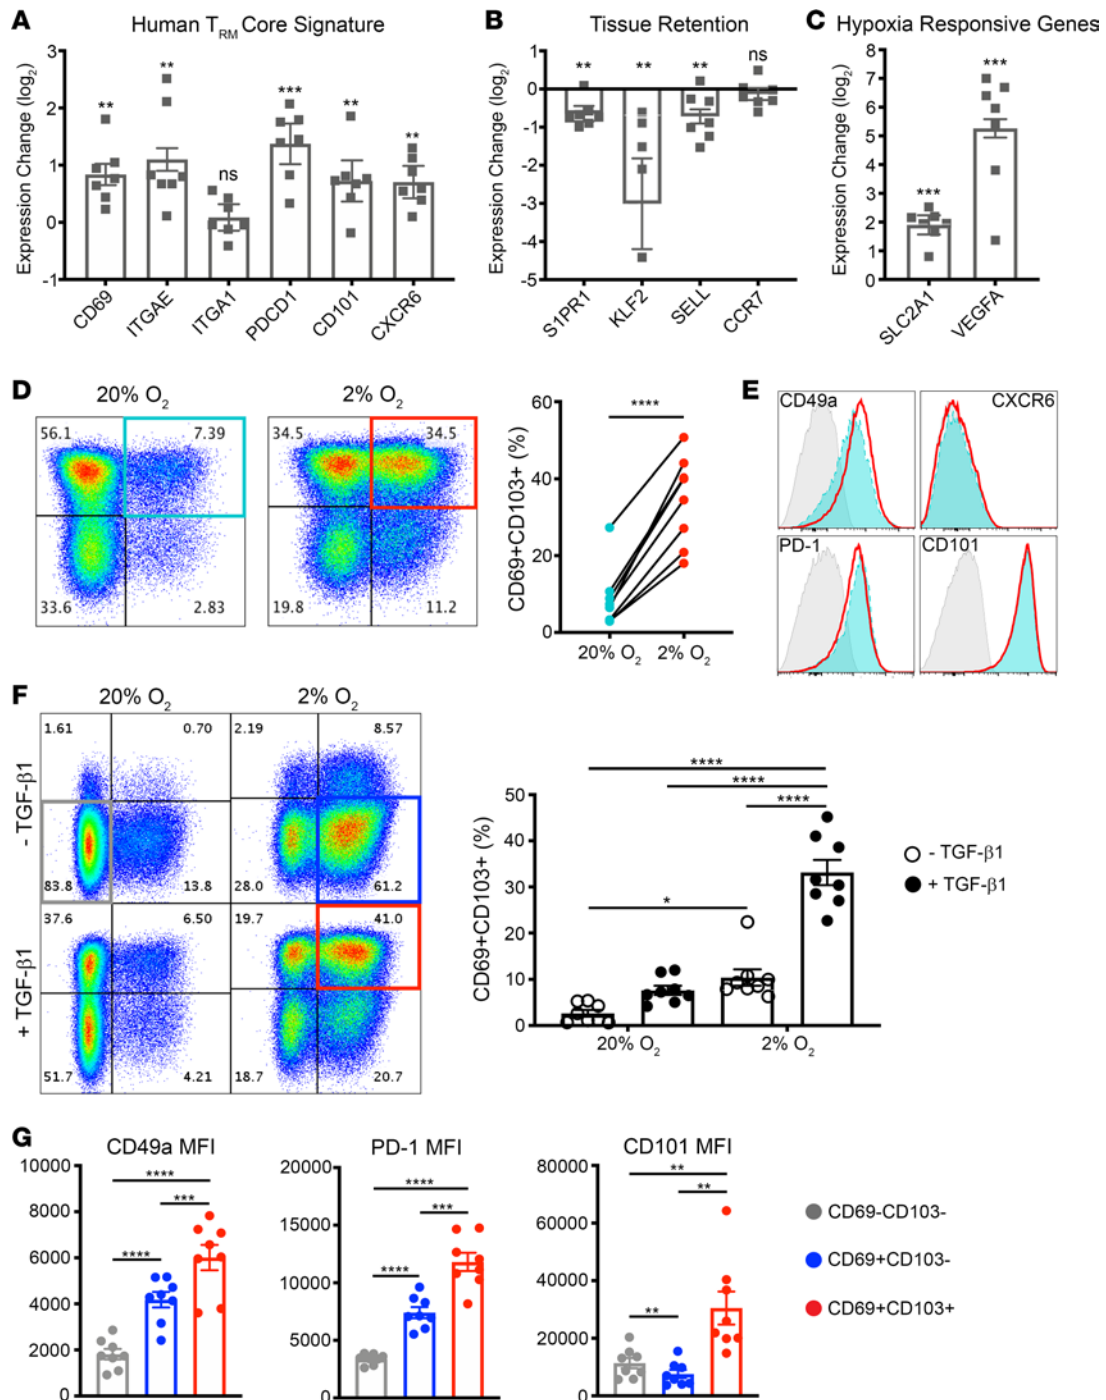 A Human TRM Core Signature
Expression Change (log2)
3
2
1
0
-1
**
**
ns
***
**
**
CD69
ITGAE
ITGA1
PDCD1
CD101
CXCR6
B Tissue Retention
Expression Change (log2)
1
0
-1
-2
-3
-4
-5
**
**
**
ns
S1PR1
KLF2
SELL
CCR7
C Hypoxia Responsive Genes
Expression Change (log2)
8
7
6
5
4
3
2
1
0
***
***
SLC2A1
VEGFA
D
20% O2
56.1 7.39
33.6 2.83
2% O2
34.5 34.5
19.8 11.2
CD69+CD103+ (%)
60
40
20
0
****
20% O2 2% O2
E
CD49a CXCR6
PD-1 CD101
F
20% O2 2% O2
- TGF-β1
1.61 0.70 2.19 8.57
83.8 13.8 28.0 61.2
+ TGF-β1
37.6 6.50 19.7 41.0
51.7 4.21 18.7 20.7
CD69+CD103+ (%)
50
40
30
20
10
0
****
****
****
*
20% O2 2% O2
- TGF-β1
+ TGF-β1
G
CD49a MFI
10000
8000
6000
4000
2000
0
****
***
****
PD-1 MFI
20000
15000
10000
5000
0
****
***
****
CD101 MFI
80000
60000
40000
20000
0
**
**
**
CD69-CD103-
CD69+CD103-
CD69+CD103+